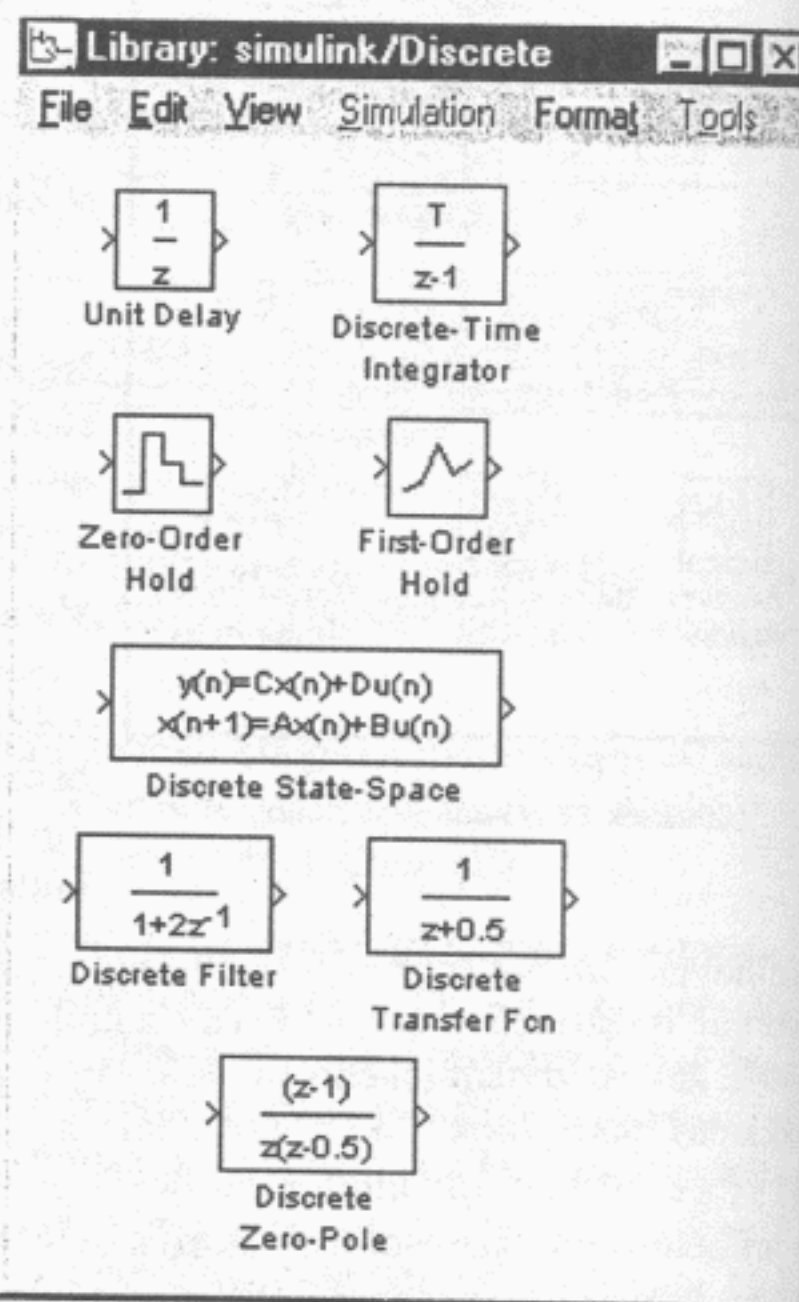 Library: simulink/Discrete
File Edit View Simulation Format Tools
1
z
Unit Delay
T
z-1
Discrete-Time
Integrator
Zero-Order
Hold
First-Order
Hold
y(n)=Cx(n)+Du(n)
x(n+1)=Ax(n)+Bu(n)
Discrete State-Space
1
1+2z-1
Discrete Filter
1
z+0.5
Discrete
Transfer Fcn
(z-1)
z(z-0.5)
Discrete
Zero-Pole